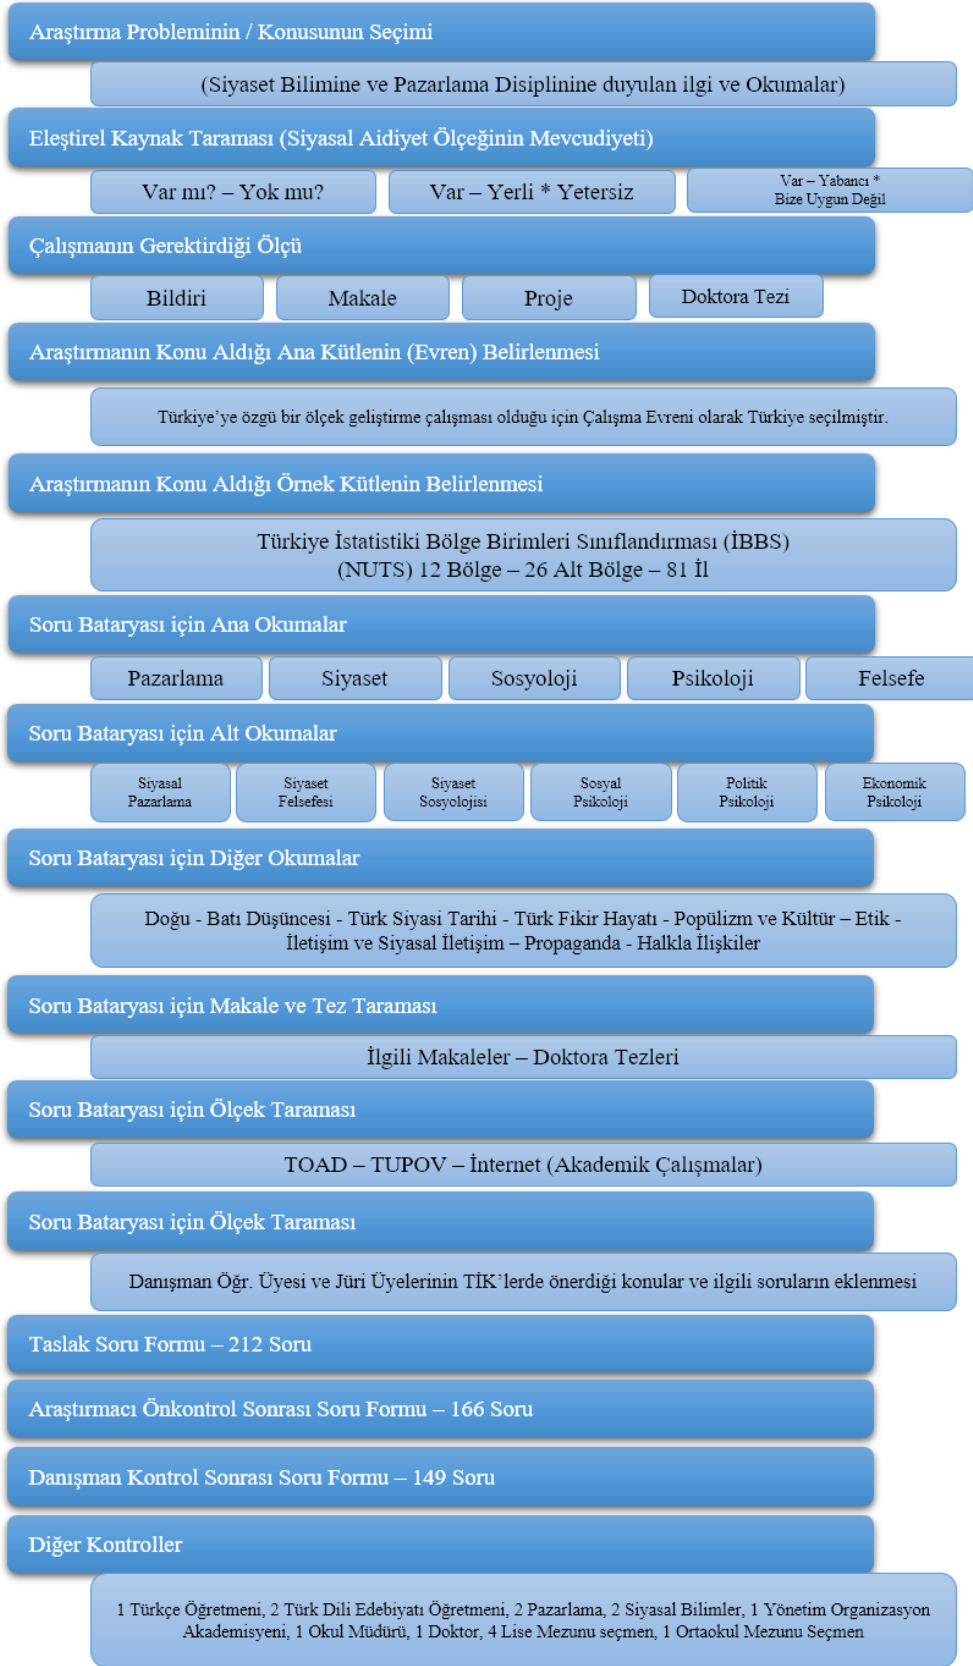 Araştırma Probleminin / Konusunun Seçimi
(Siyaset Bilimine ve Pazarlama Disiplinine duyulan ilgi ve Okumalar)
Eleştirel Kaynak Taraması (Siyasal Aidiyet Ölçeğinin Mevcudiyeti)
Var mı? – Yok mu?
Var – Yerli * Yetersiz
Var – Yabancı *
Bize Uygun Değil
Çalışmanın Gerektirdiği Ölçü
Bildiri
Makale
Proje
Doktora Tezi
Araştırmanın Konu Aldığı Ana Kütlenin (Evren) Belirlenmesi
Türkiye’ye özgü bir ölçek geliştirme çalışması olduğu için Çalışma Evreni olarak Türkiye seçilmiştir.
Araştırmanın Konu Aldığı Örnek Kütlenin Belirlenmesi
Türkiye İstatistiki Bölge Birimleri Sınıflandırması (İBBS)
(NUTS) 12 Bölge – 26 Alt Bölge – 81 İl
Soru Bataryası için Ana Okumalar
Pazarlama
Siyaset
Sosyoloji
Psikoloji
Felsefe
Soru Bataryası için Alt Okumalar
Siyasal
Pazarlama
Siyaset
Felsefesi
Siyaset
Sosyolojisi
Sosyal
Psikoloji
Politik
Psikoloji
Ekonomik
Psikoloji
Soru Bataryası için Diğer Okumalar
Doğu - Batı Düşüncesi - Türk Siyasi Tarihi - Türk Fikir Hayatı - Popülizm ve Kültür – Etik -
İletişim ve Siyasal İletişim – Propaganda - Halkla İlişkiler
Soru Bataryası için Makale ve Tez Taraması
İlgili Makaleler – Doktora Tezleri
Soru Bataryası için Ölçek Taraması
TOAD – TUPOV – İnternet (Akademik Çalışmalar)
Soru Bataryası için Ölçek Taraması
Danışman Öğr. Üyesi ve Jüri Üyelerinin TİK’lerde önerdiği konular ve ilgili soruların eklenmesi
Taslak Soru Formu – 212 Soru
Araştırmacı Önkontrol Sonrası Soru Formu – 166 Soru
Danışman Kontrol Sonrası Soru Formu – 149 Soru
Diğer Kontroller
1 Türkçe Öğretmeni, 2 Türk Dili Edebiyatı Öğretmeni, 2 Pazarlama, 2 Siyasal Bilimler, 1 Yönetim Organizasyon
Akademisyeni, 1 Okul Müdürü, 1 Doktor, 4 Lise Mezunu seçmen, 1 Ortaokul Mezunu Seçmen